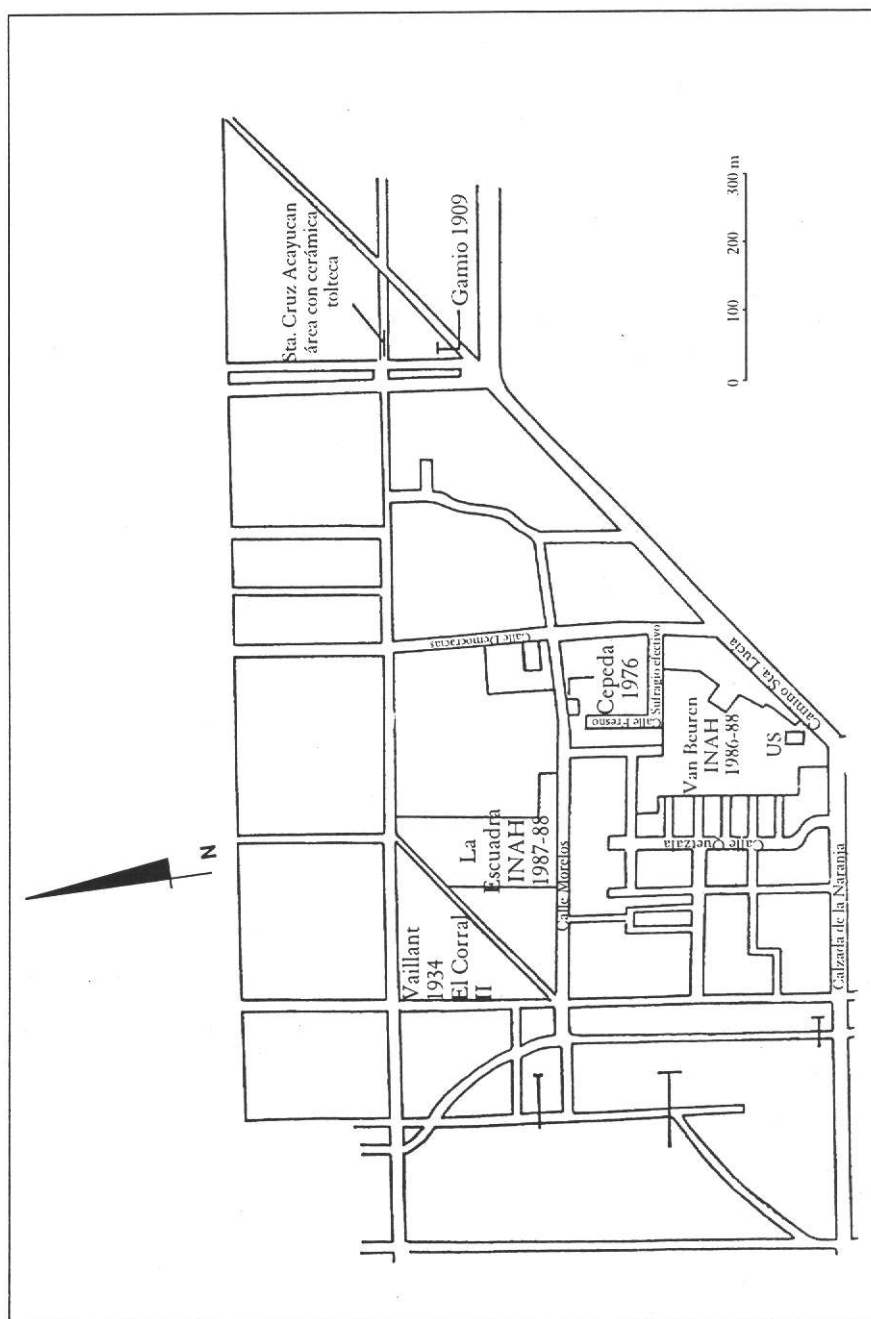 Sta. Cruz Acayucan
área con cerámica
tolteca
Gamio 1909
0 100 200 300 m
N
Calle Democracias
Cepeda
1976
Calle Fresno
Sufragio efectivo
Camino Sta. Lucía
La
Escuadra
INAH
1987-88
Calle Morelos
Van Beuren
INAH
1986-88
US
Calle Quetzala
Vaillant
1934
El Corral
II
Calzada de la Naranja